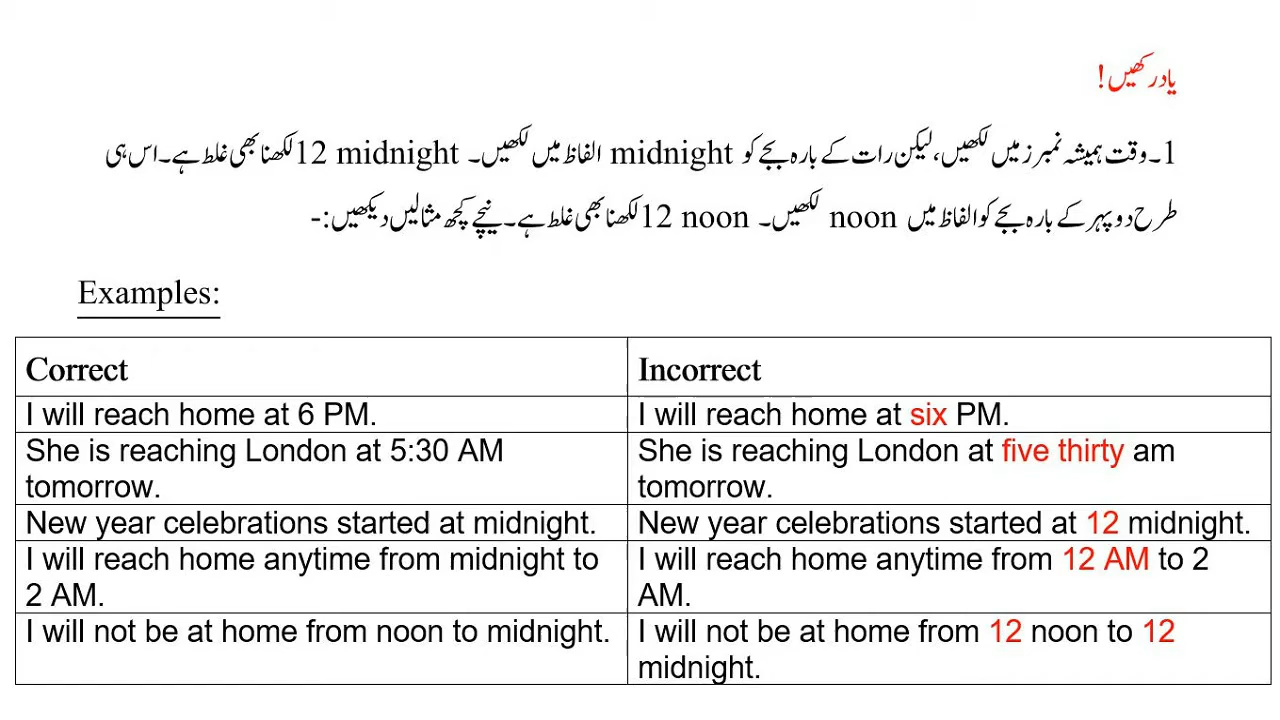 یاد رکھیں!
1۔ وقت ہمیشہ نمبرز میں لکھیں، لیکن رات کے بارہ بجے کو midnight الفاظ میں لکھیں۔ 12 midnight لکھنا بھی غلط ہے۔ اس ہی
طرح دوپہر کے بارہ بجے کو الفاظ میں noon لکھیں۔ 12 noon لکھنا بھی غلط ہے۔ نیچے کچھ مثالیں دیکھیں:-
Examples:
Correct
Incorrect
I will reach home at 6 PM.
I will reach home at six PM.
She is reaching London at 5:30 AM
tomorrow.
She is reaching London at five thirty am
tomorrow.
New year celebrations started at midnight.
New year celebrations started at 12 midnight.
I will reach home anytime from midnight to
2 AM.
I will reach home anytime from 12 AM to 2
AM.
I will not be at home from noon to midnight.
I will not be at home from 12 noon to 12
midnight.